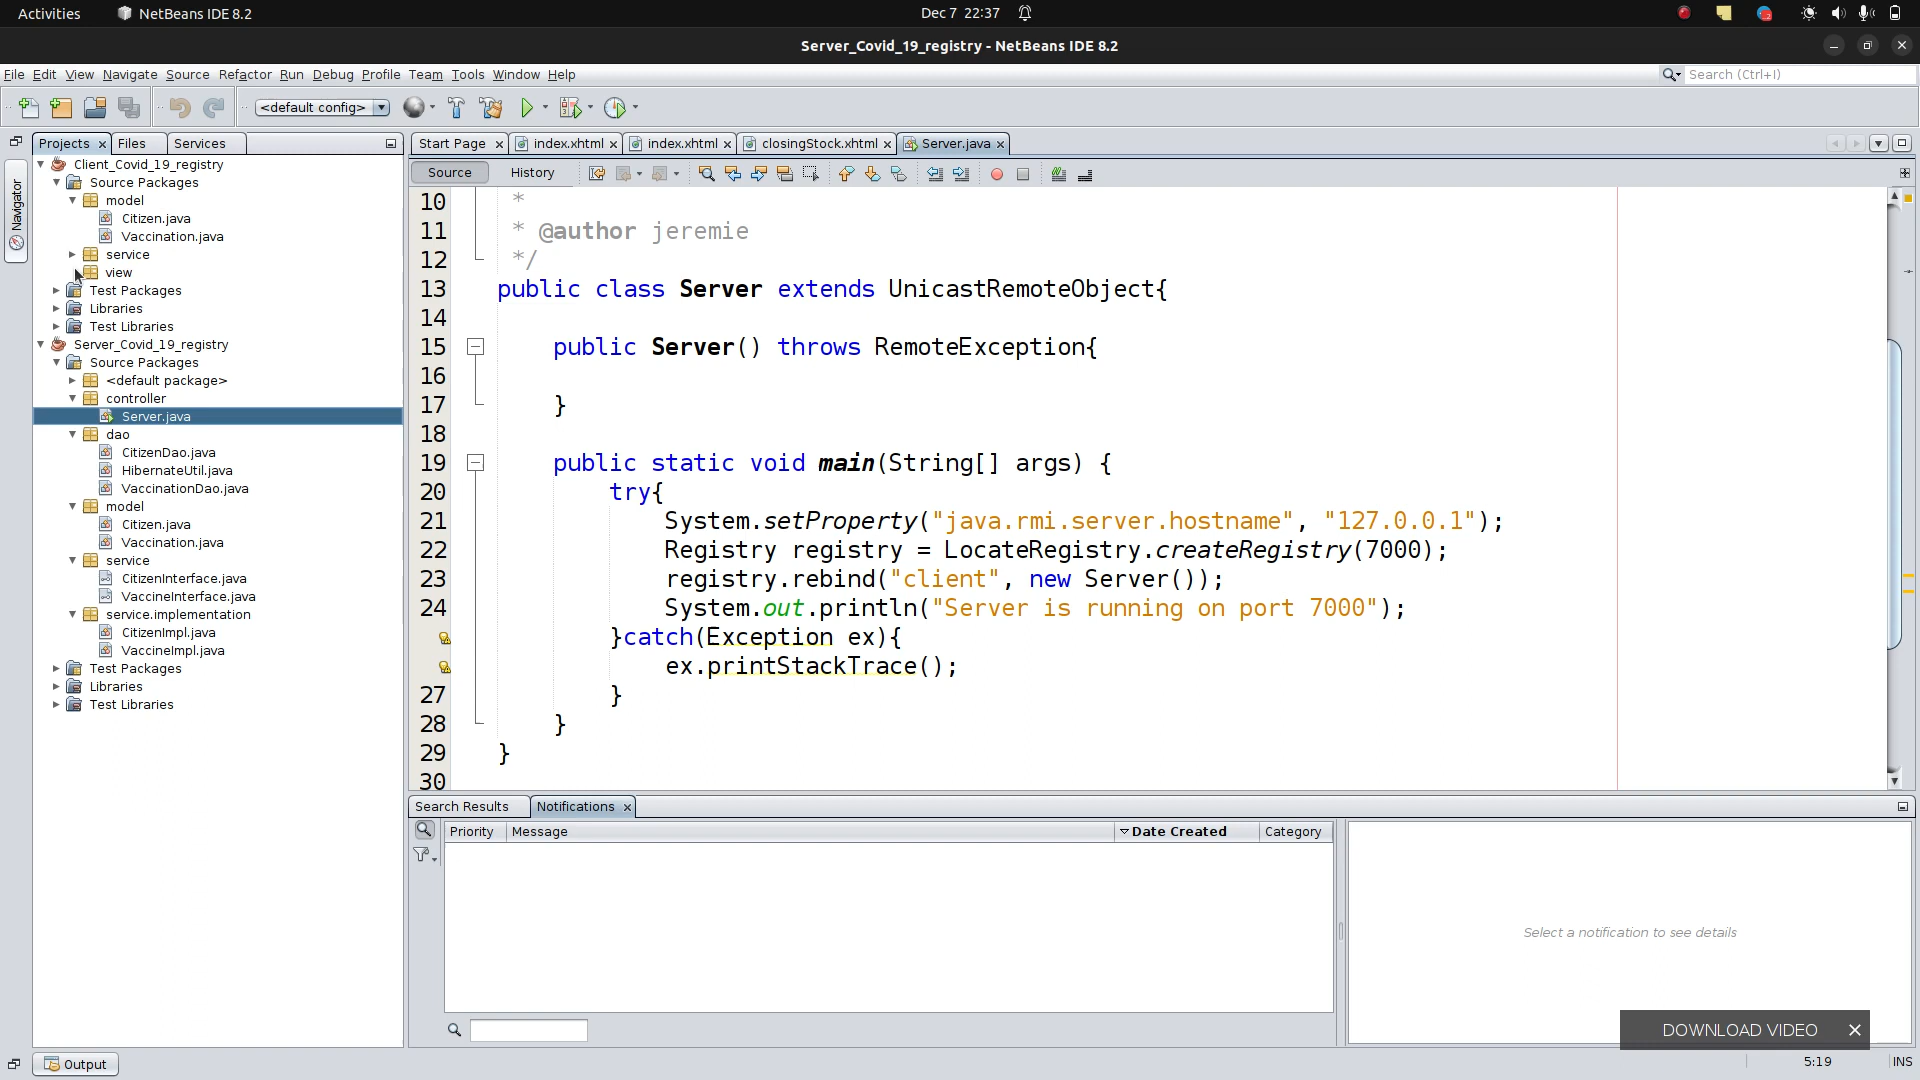 Activities
NetBeans IDE 8.2
Dec 7 22:37
Server_Covid_19_registry - NetBeans IDE 8.2
File Edit View Navigate Source Refactor Run Debug Profile Team Tools Window Help
Search (Ctrl+I)
<default config>
Projects
Files
Services
Navigator
Client_Covid_19_registry
Source Packages
model
Citizen.java
Vaccination.java
service
view
Test Packages
Libraries
Test Libraries
Server_Covid_19_registry
Source Packages
<default package>
controller
Server.java
dao
CitizenDao.java
HibernateUtil.java
VaccinationDao.java
model
Citizen.java
Vaccination.java
service
CitizenInterface.java
VaccineInterface.java
service.implementation
CitizenImpl.java
VaccineImpl.java
Test Packages
Libraries
Test Libraries
Start Page
index.xhtml
index.xhtml
closingStock.xhtml
Server.java
Source
History
10 *
11 * @author jeremie
12 */
13 public class Server extends UnicastRemoteObject{
14
15 public Server() throws RemoteException{
16
17 }
18
19 public static void main(String[] args) {
20 try{
21 System.setProperty("java.rmi.server.hostname", "127.0.0.1");
22 Registry registry = LocateRegistry.createRegistry(7000);
23 registry.rebind("client", new Server());
24 System.out.println("Server is running on port 7000");
}catch(Exception ex){
ex.printStackTrace();
27 }
28 }
29 }
30
Search Results
Notifications
Priority
Message
Date Created
Category
Select a notification to see details
DOWNLOAD VIDEO
Output
5:19
INS